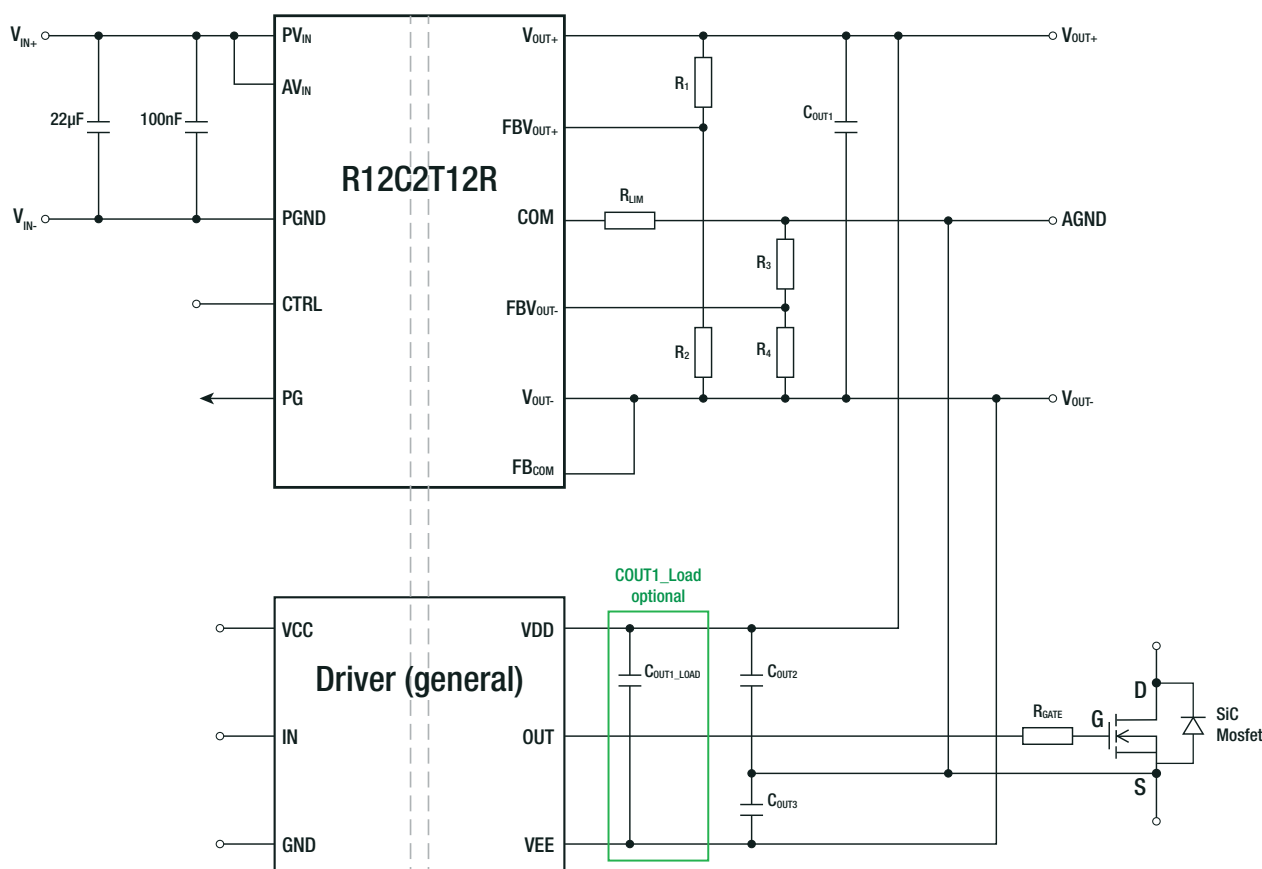 VIN+
PVIN
VOUT+
VOUT+
AVIN
R1
22µF
100nF
COUT1
FBVOUT+
R12C2T12R
RLIM
VIN-
PGND
COM
AGND
R3
CTRL
FBVOUT-
R2
R4
PG
VOUT-
VOUT-
FBCOM
COUT1_Load
optional
VCC
VDD
Driver (general)
COUT1_LOAD
COUT2
D
RGATE
G
SiC
Mosfet
IN
OUT
S
COUT3
GND
VEE